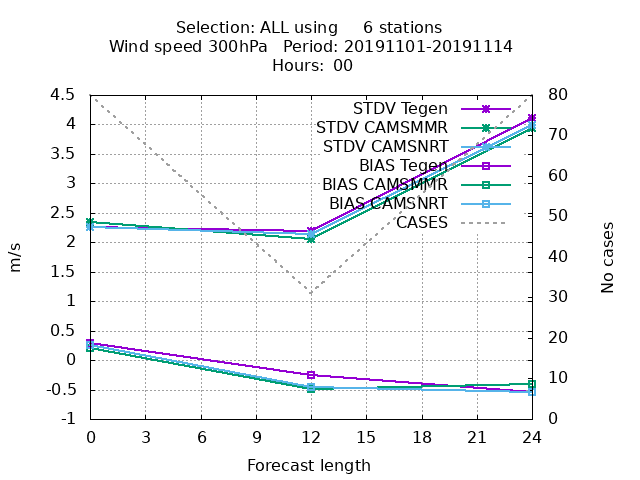 Selection: ALL using     6 stations
Wind speed 300hPa   Period: 20191101-20191114
Hours:  00
4.5
4
3.5
3
2.5
2
1.5
1
0.5
0
-0.5
-1
80
70
60
50
40
30
20
10
0
m/s
No cases
STDV Tegen
STDV CAMSMMR
STDV CAMSNRT
BIAS Tegen
BIAS CAMSMMR
BIAS CAMSNRT
CASES
0 3 6 9 12 15 18 21 24
Forecast length